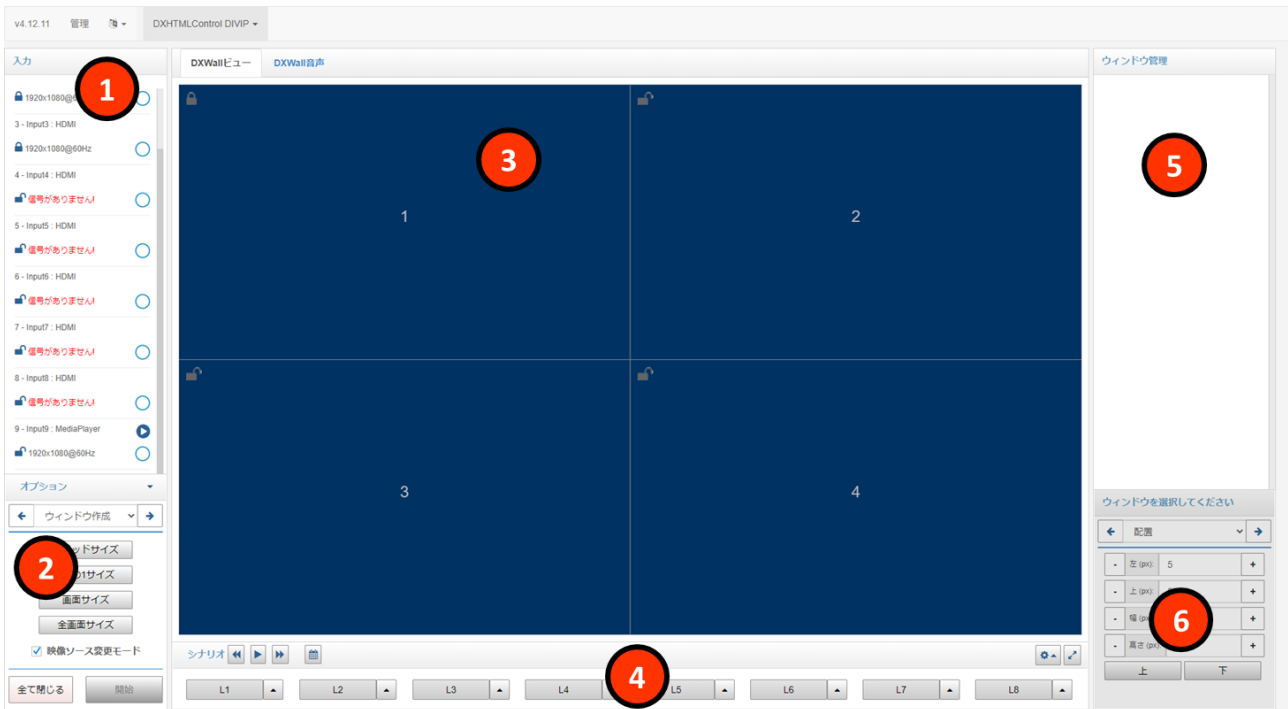 v4.12.11 管理 DXHTMLControl DIVIP
入力
1
1920x1080@6
3 - Input3 : HDMI
1920x1080@60Hz
4 - Input4 : HDMI
信号がありません!
5 - Input5 : HDMI
信号がありません!
6 - Input6 : HDMI
信号がありません!
7 - Input7 : HDMI
信号がありません!
8 - Input8 : HDMI
信号がありません!
9 - Input9 : MediaPlayer
1920x1080@60Hz
オプション
ウィンドウ作成
ッドサイズ
2
1サイズ
画面サイズ
全画面サイズ
映像ソース変更モード
全て閉じる 開始
DXWallビュー DXWall音声
3
1 2
3 4
シナリオ
4
L1 L2 L3 L4 L5 L6 L7 L8
ウィンドウ管理
5
ウィンドウを選択してください
配置
- 左 (px): 5 +
- 上 (px): +
- 幅 (px +
6
- 高さ (px) +
上 下